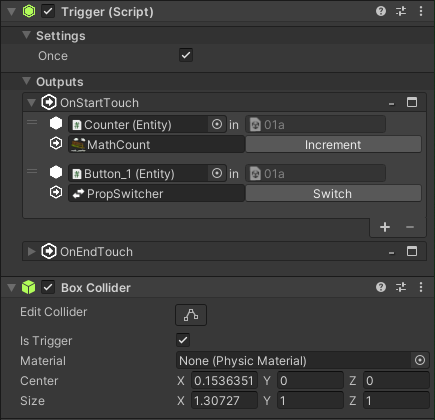 Trigger (Script)
Settings
Once
Outputs
OnStartTouch
Counter (Entity) in 01a
MathCount Increment
Button_1 (Entity) in 01a
PropSwitcher Switch
+ −
OnEndTouch
Box Collider
Edit Collider
Is Trigger
Material None (Physic Material)
Center X 0.1536351 Y 0 Z 0
Size X 1.30727 Y 1 Z 1